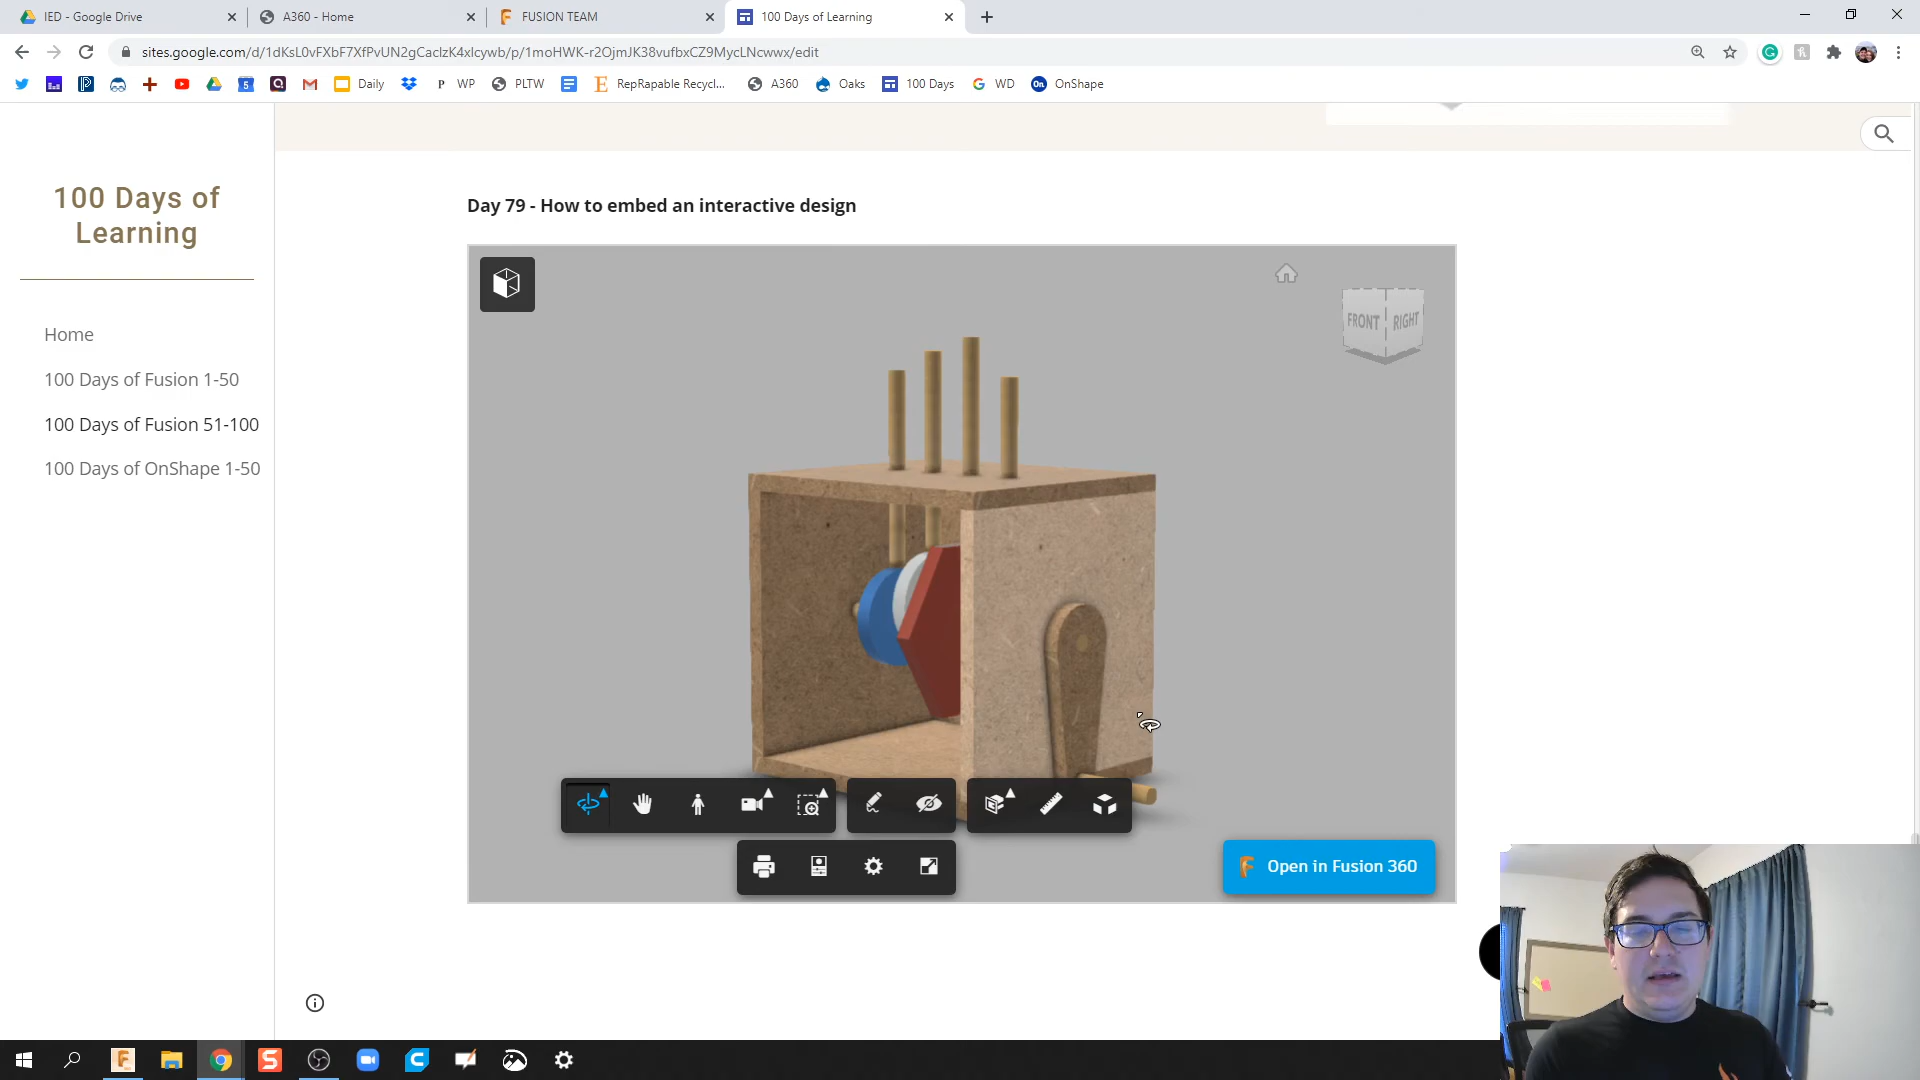 IED - Google Drive
A360 - Home
FUSION TEAM
100 Days of Learning
sites.google.com/d/1dKsL0vFXbF7XfPvUN2gCaclzK4xlcywb/p/1moHWK-r2OjmJK38vufbxCZ9MycLNcwwx/edit
Daily
P WP
PLTW
RepRapable Recycl...
A360
Oaks
100 Days
WD
On OnShape
100 Days of
Learning
Home
100 Days of Fusion 1-50
100 Days of Fusion 51-100
100 Days of OnShape 1-50
Day 79 - How to embed an interactive design
FRONT RIGHT
Open in Fusion 360